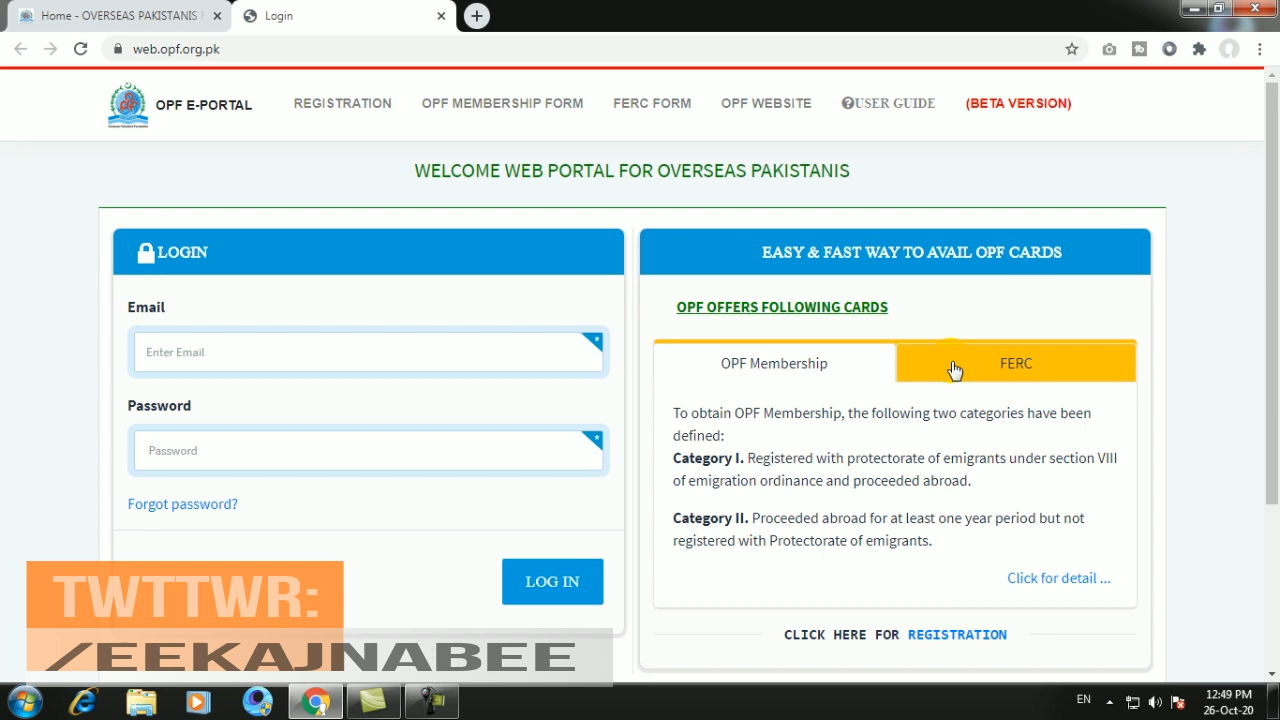 Home - OVERSEAS PAKISTANIS F
Login
web.opf.org.pk
OPF E-PORTAL
REGISTRATION
OPF MEMBERSHIP FORM
FERC FORM
OPF WEBSITE
USER GUIDE
(BETA VERSION)
WELCOME WEB PORTAL FOR OVERSEAS PAKISTANIS
LOGIN
Email
Enter Email
*
Password
Password
*
Forgot password?
LOG IN
EASY & FAST WAY TO AVAIL OPF CARDS
OPF OFFERS FOLLOWING CARDS
OPF Membership
FERC
To obtain OPF Membership, the following two categories have been
defined:
Category I. Registered with protectorate of emigrants under section VIII
of emigration ordinance and proceeded abroad.
Category II. Proceeded abroad for at least one year period but not
registered with Protectorate of emigrants.
Click for detail ...
CLICK HERE FOR REGISTRATION
TWTTWR:
/EEKAJNABEE
EN
12:49 PM
26-Oct-20